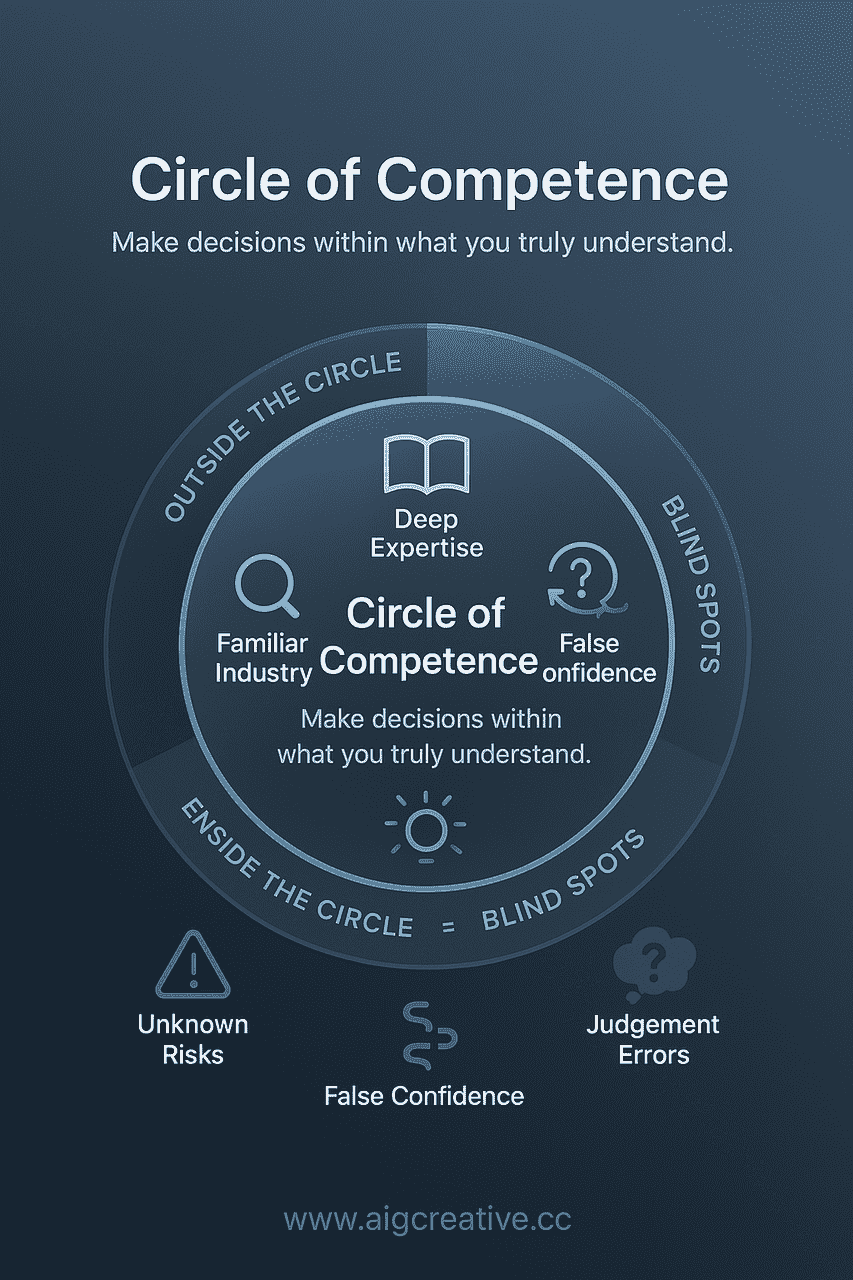 Circle of Competence
Make decisions within what you truly understand.
OUTSIDE THE CIRCLE
BLIND SPOTS
Deep
Expertise
Familiar
Industry
Circle of
Competence
False
onfidence
Make decisions within
what you truly understand.
ENSIDE THE CIRCLE = BLIND SPOTS
Unknown
Risks
False Confidence
Judgement
Errors
www.aigcreative.cc